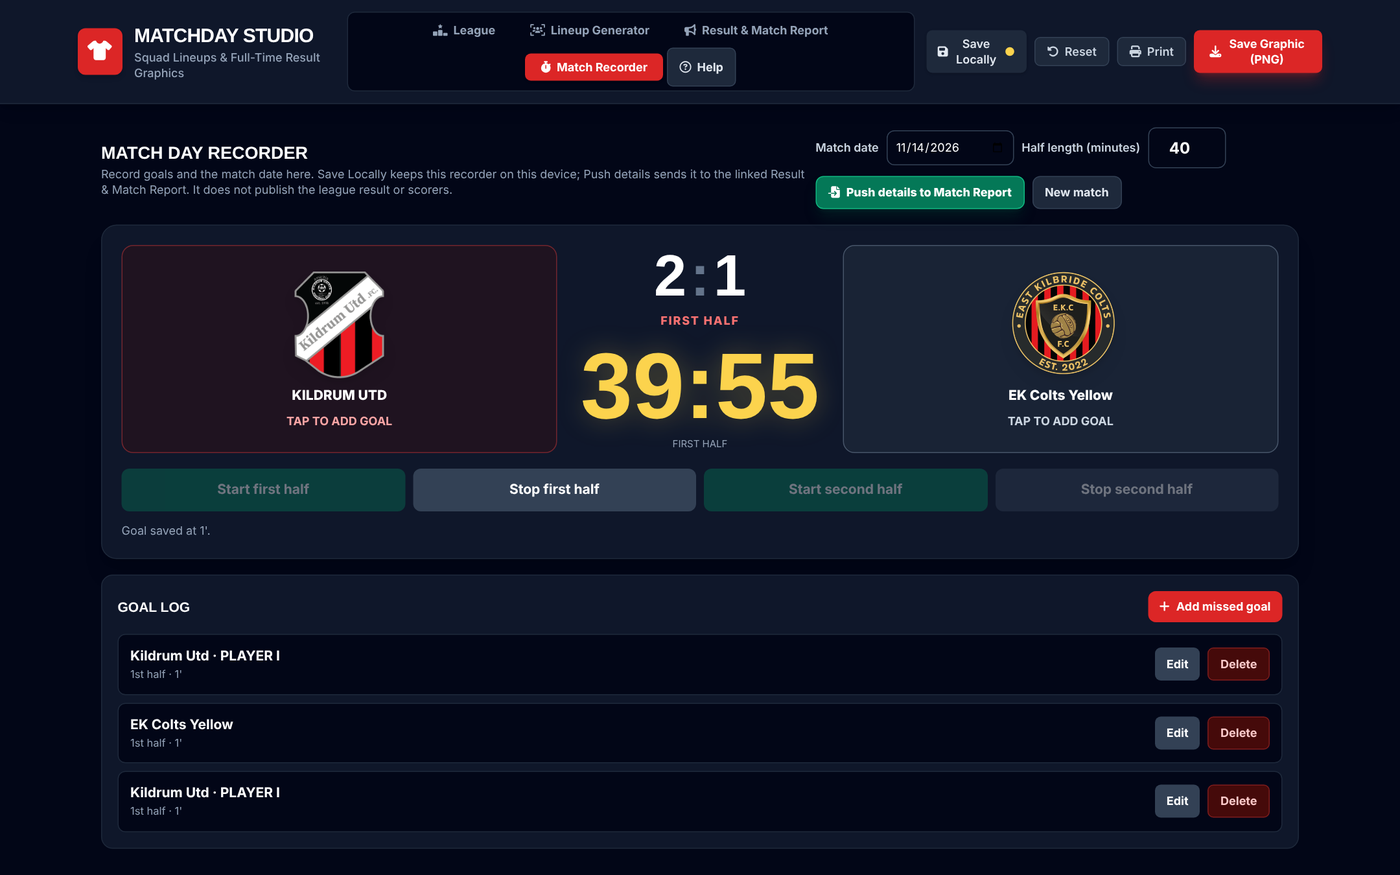 MATCHDAY STUDIO
Squad Lineups & Full-Time Result
Graphics
League
Lineup Generator
Result & Match Report
Match Recorder
Help
Save
Locally
Reset
Print
Save Graphic
(PNG)
MATCH DAY RECORDER
Record goals and the match date here. Save Locally keeps this recorder on this device; Push details sends it to the linked Result
& Match Report. It does not publish the league result or scorers.
Match date
11/14/2026
Half length (minutes)
40
Push details to Match Report
New match
Kildrum Utd FC
KILDRUM UTD
TAP TO ADD GOAL
2:1
FIRST HALF
39:55
FIRST HALF
EAST KILBRIDE COLTS
E.K.C
F.C
EST. 2022
EK Colts Yellow
TAP TO ADD GOAL
Start first half
Stop first half
Start second half
Stop second half
Goal saved at 1'.
GOAL LOG
Add missed goal
Kildrum Utd · PLAYER I
1st half · 1'
Edit
Delete
EK Colts Yellow
1st half · 1'
Edit
Delete
Kildrum Utd · PLAYER I
1st half · 1'
Edit
Delete